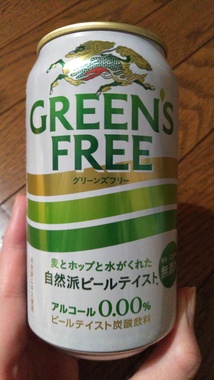 GREEN'S
FREE
グリーンズフリー
麦とホップと水がくれた
自然派ビールテイスト
アルコール0.00%
ビールテイスト炭酸飲料